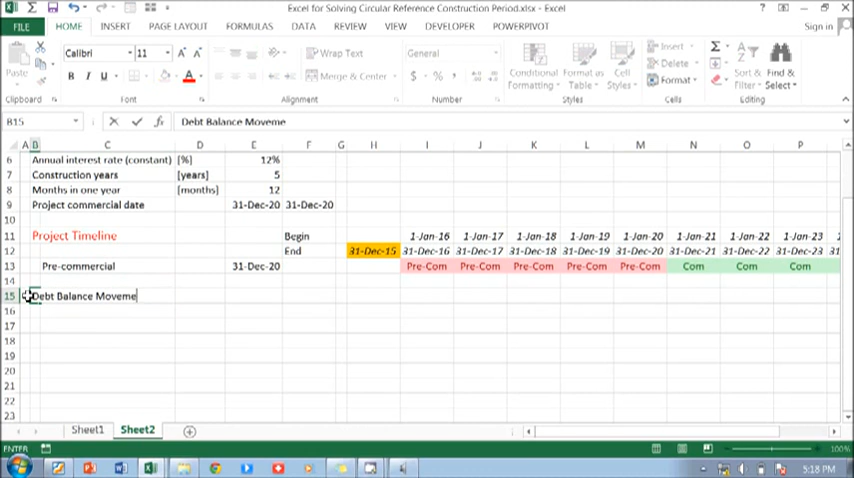 Excel for Solving Circular Reference Construction Period.xlsx - Excel
FILE HOME INSERT PAGE LAYOUT FORMULAS DATA REVIEW VIEW DEVELOPER POWERPIVOT Sign in
Calibri 11 Wrap Text General Insert
Paste Merge & Center Conditional Formatting Format as Table Cell Styles Delete Format Sort & Filter Find & Select
Clipboard Font Alignment Number Styles Cells Editing
B15 Debt Balance Moveme
A B C D E F G H I J K L M N O P
6 Annual interest rate (constant) [%] 12%
7 Construction years [years] 5
8 Months in one year [months] 12
9 Project commercial date 31-Dec-20 31-Dec-20
10
11 Project Timeline Begin 1-Jan-16 1-Jan-17 1-Jan-18 1-Jan-19 1-Jan-20 1-Jan-21 1-Jan-22 1-Jan-23
12 End 31-Dec-15 31-Dec-16 31-Dec-17 31-Dec-18 31-Dec-19 31-Dec-20 31-Dec-21 31-Dec-22 31-Dec-23
13 Pre-commercial 31-Dec-20 Pre-Com Pre-Com Pre-Com Pre-Com Pre-Com Com Com Com
14
15 Debt Balance Moveme
16
17
18
19
20
21
22
23
Sheet1 Sheet2
ENTER 100%
5:18 PM